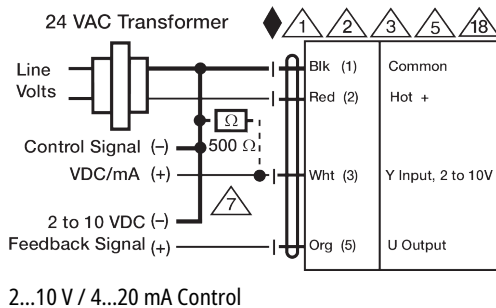 24 VAC Transformer
1 2 3 5 18
Line
Volts
Blk (1) Common
Red (2) Hot +
Ω
500 Ω
Control Signal (–)
VDC/mA (+)
Wht (3) Y Input, 2 to 10V
7
2 to 10 VDC (–)
Feedback Signal (+)
Org (5) U Output
2...10 V / 4...20 mA Control